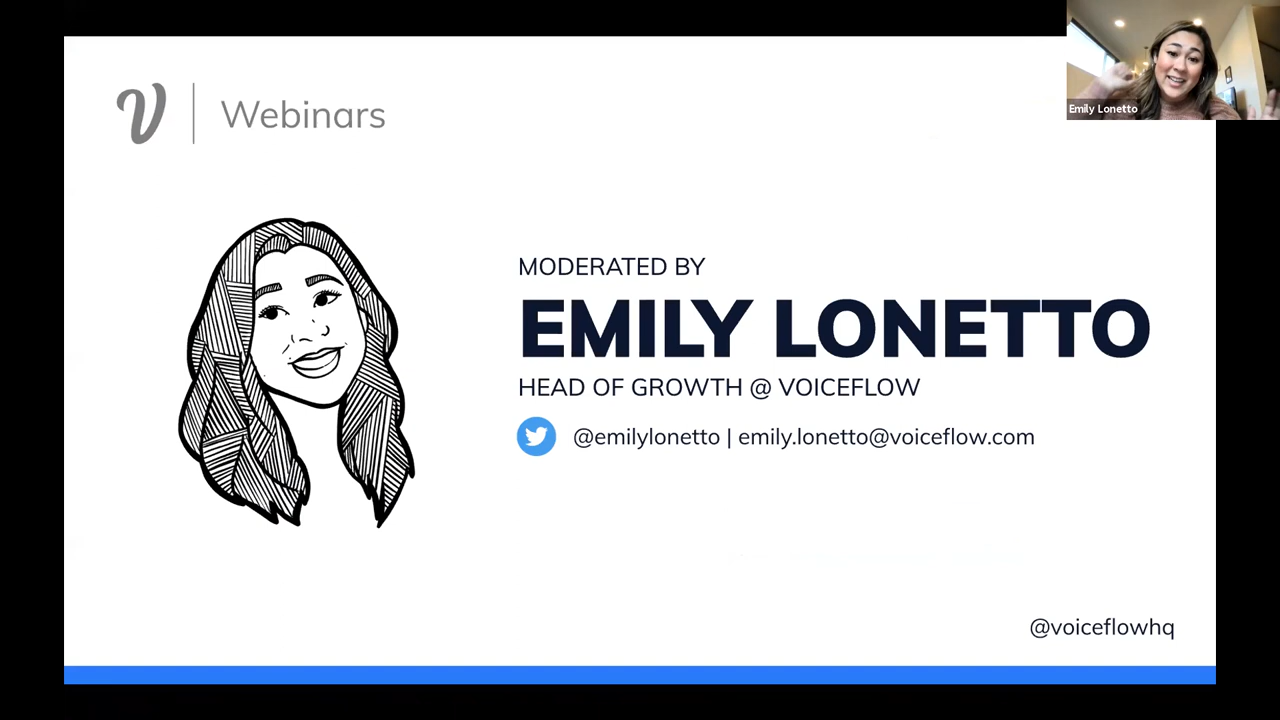 Emily Lonetto
V
Webinars
MODERATED BY
EMILY LONETTO
HEAD OF GROWTH @ VOICEFLOW
@emilylonetto | emily.lonetto@voiceflow.com
@voiceflowhq